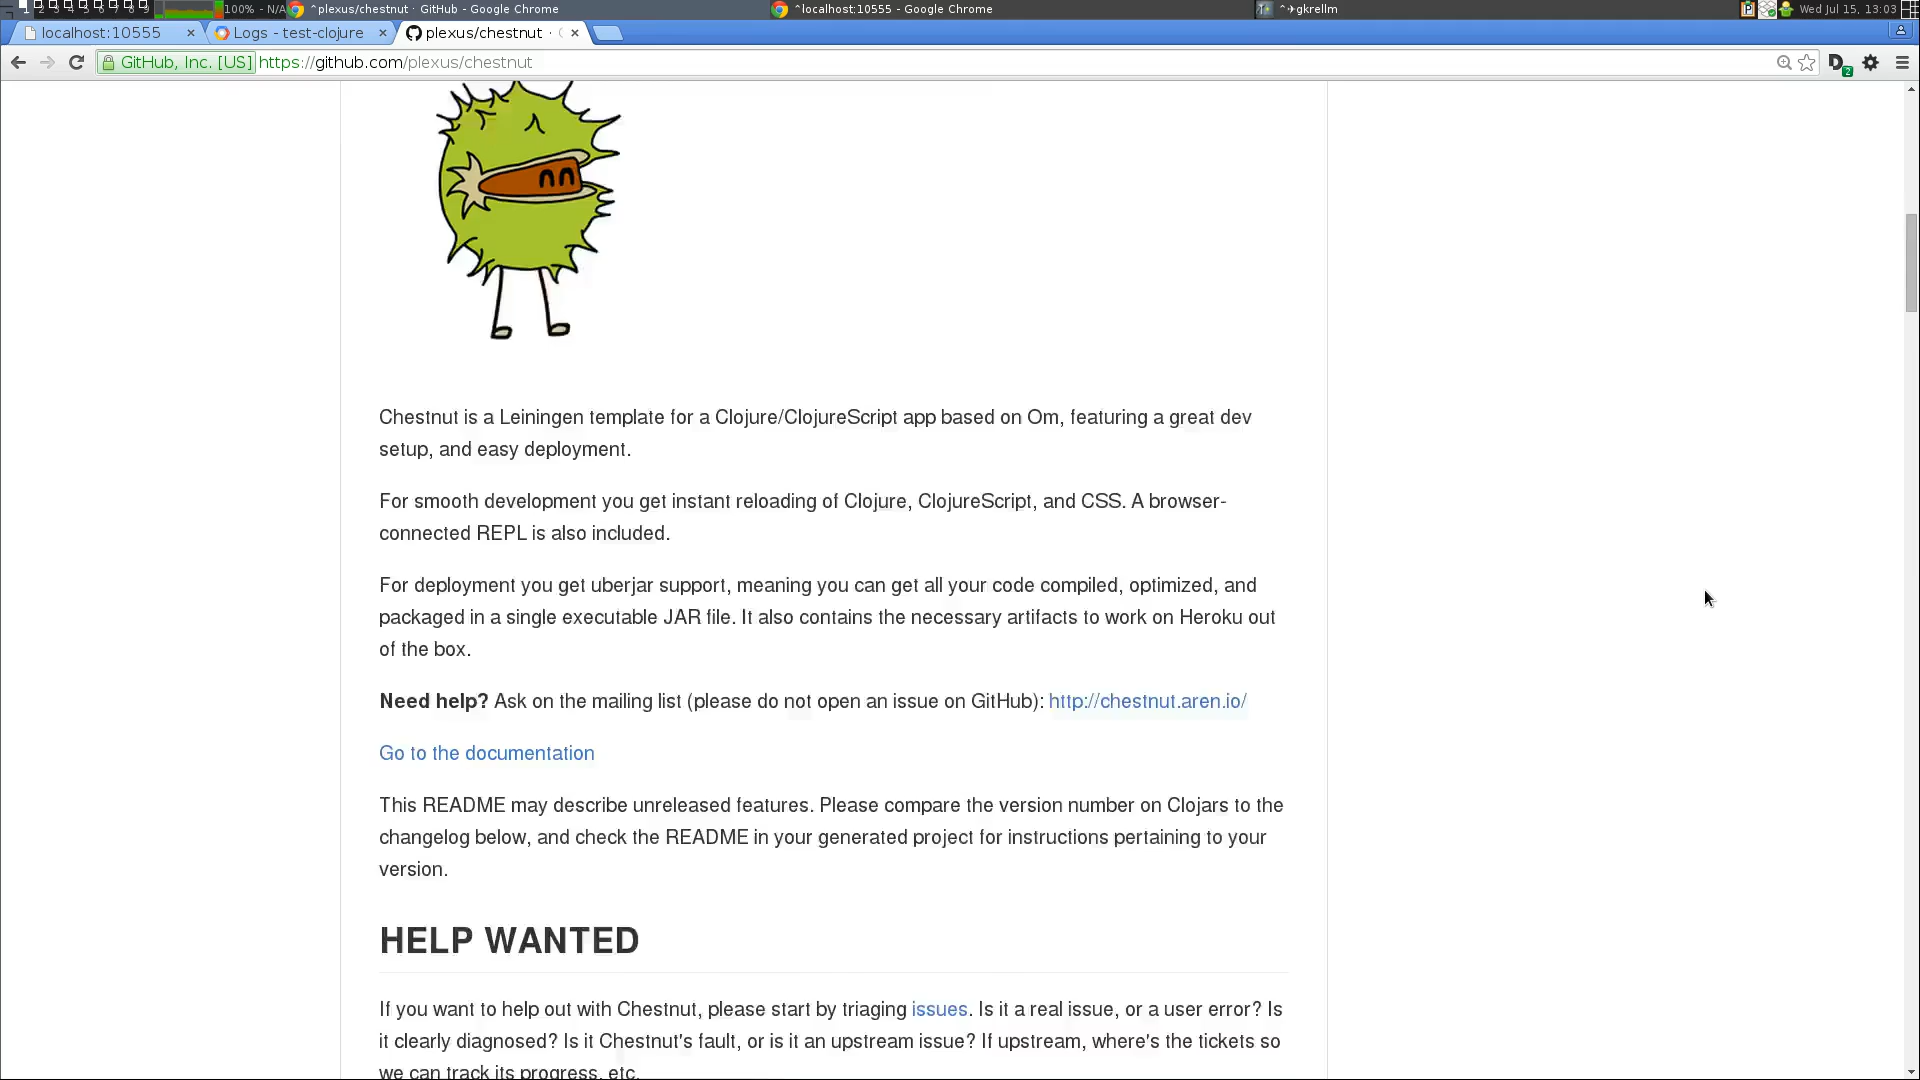 1 2 3 4 5 6 7 8 9 100% - N/A ^plexus/chestnut · GitHub - Google Chrome ^localhost:10555 - Google Chrome ^✈gkrellm Wed Jul 15, 13:03
localhost:10555 × Logs - test-clojure × plexus/chestnut · ×
GitHub, Inc. [US] https://github.com/plexus/chestnut 2
Chestnut is a Leiningen template for a Clojure/ClojureScript app based on Om, featuring a great dev
setup, and easy deployment.
For smooth development you get instant reloading of Clojure, ClojureScript, and CSS. A browser-
connected REPL is also included.
For deployment you get uberjar support, meaning you can get all your code compiled, optimized, and
packaged in a single executable JAR file. It also contains the necessary artifacts to work on Heroku out
of the box.
Need help? Ask on the mailing list (please do not open an issue on GitHub): http://chestnut.aren.io/
Go to the documentation
This README may describe unreleased features. Please compare the version number on Clojars to the
changelog below, and check the README in your generated project for instructions pertaining to your
version.
HELP WANTED
If you want to help out with Chestnut, please start by triaging issues. Is it a real issue, or a user error? Is
it clearly diagnosed? Is it Chestnut's fault, or is it an upstream issue? If upstream, where's the tickets so
we can track its progress, etc.